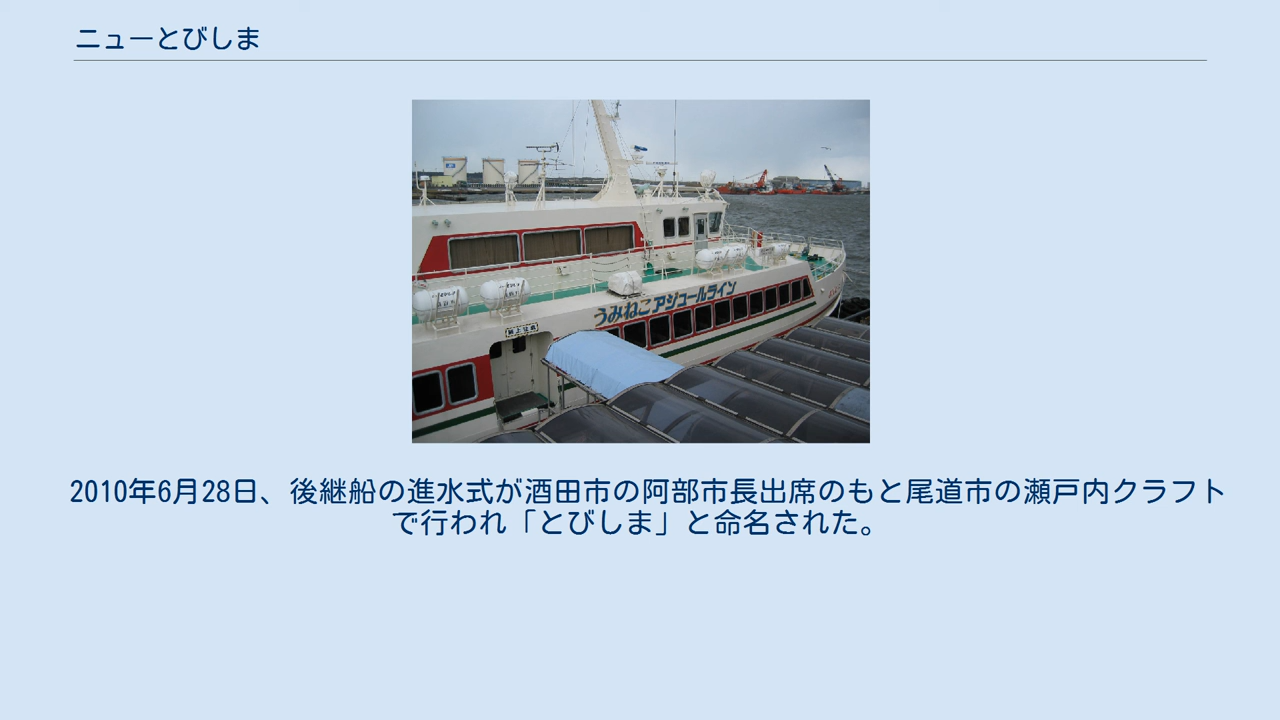 ニューとびしま
うみねこアジュールライン
2010年6月28日、後継船の進水式が酒田市の阿部市長出席のもと尾道市の瀬戸内クラフト
で行われ「とびしま」と命名された。